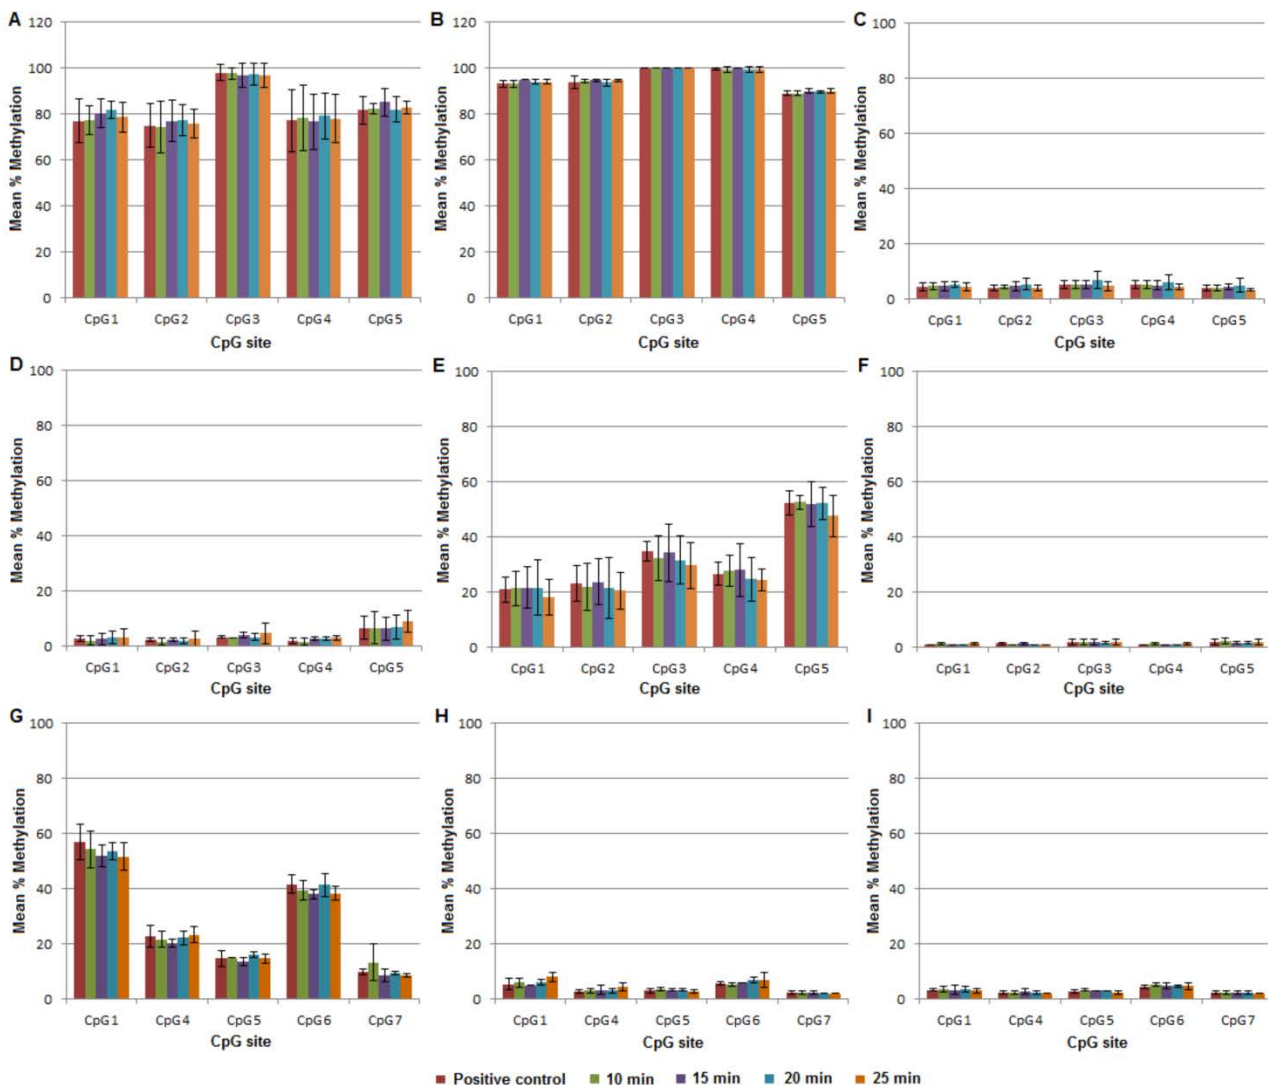 A
120
100
80
60
40
20
0
Mean % Methylation
CpG1 CpG2 CpG3 CpG4 CpG5
CpG site
B
120
100
80
60
40
20
0
Mean % Methylation
CpG1 CpG2 CpG3 CpG4 CpG5
CpG site
C
100
80
60
40
20
0
Mean % Methylation
CpG1 CpG2 CpG3 CpG4 CpG5
CpG site
D
100
80
60
40
20
0
Mean % Methylation
CpG1 CpG2 CpG3 CpG4 CpG5
CpG site
E
100
80
60
40
20
0
Mean % Methylation
CpG1 CpG2 CpG3 CpG4 CpG5
CpG site
F
100
80
60
40
20
0
Mean % Methylation
CpG1 CpG2 CpG3 CpG4 CpG5
CpG site
G
100
80
60
40
20
0
Mean % Methylation
CpG1 CpG4 CpG5 CpG6 CpG7
CpG site
H
100
80
60
40
20
0
Mean % Methylation
CpG1 CpG4 CpG5 CpG6 CpG7
CpG site
I
100
80
60
40
20
0
Mean % Methylation
CpG1 CpG4 CpG5 CpG6 CpG7
CpG site
Positive control 10 min 15 min 20 min 25 min